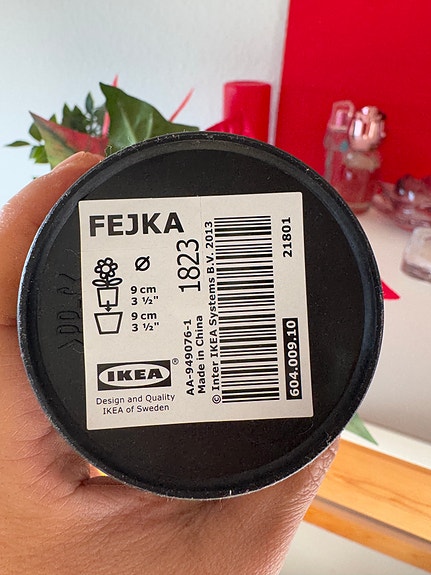 FEJKA
Ø
9 cm
3 ½"
9 cm
3 ½"
IKEA®
Design and Quality
IKEA of Sweden
1823
AA-949076-1
Made in China
© Inter IKEA Systems B.V. 2013
21801
604.009.10